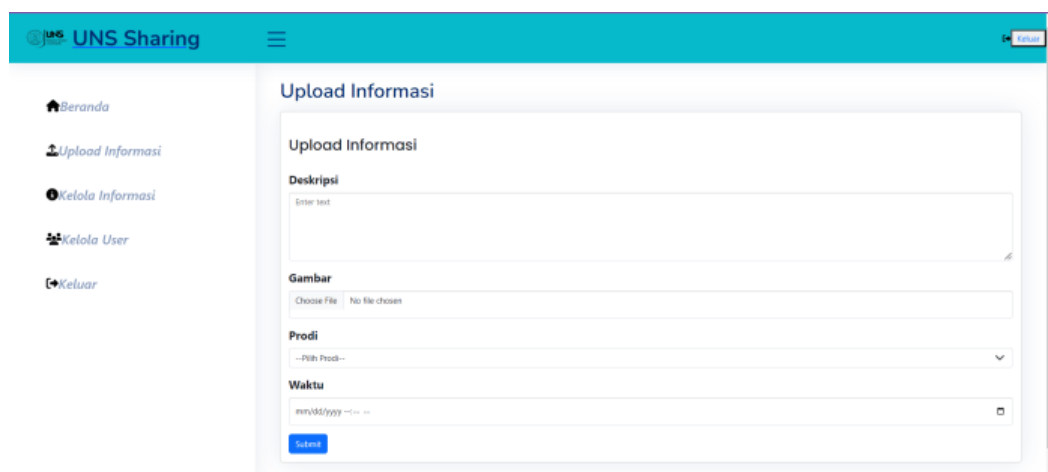 UNS UNS Sharing
Keluar
Beranda
Upload Informasi
Kelola Informasi
Kelola User
Keluar
Upload Informasi
Upload Informasi
Deskripsi
Enter text
Gambar
Choose File No file chosen
Prodi
--Pilih Prodi--
Waktu
mm/dd/yyyy --:-- --
Submit